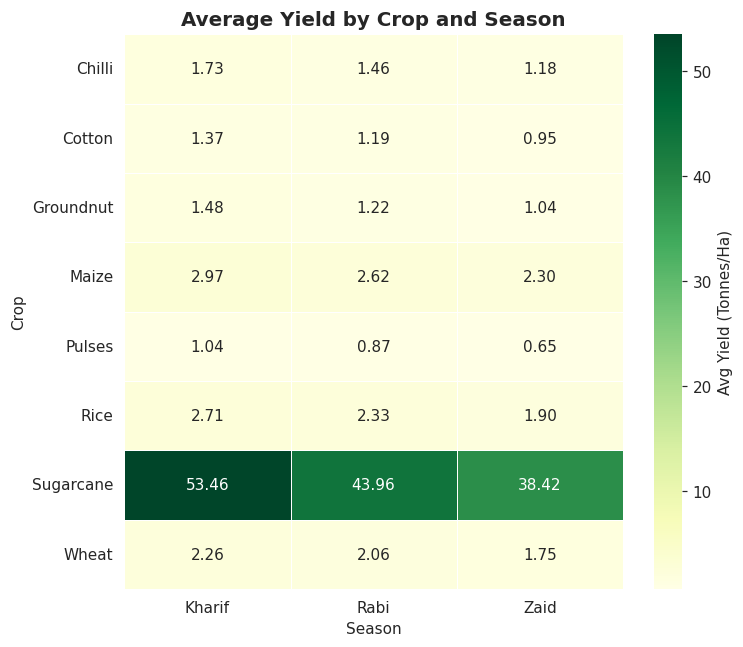 Average Yield by Crop and Season
Chilli 1.73 1.46 1.18
Cotton 1.37 1.19 0.95
Groundnut 1.48 1.22 1.04
Maize 2.97 2.62 2.30
Pulses 1.04 0.87 0.65
Rice 2.71 2.33 1.90
Sugarcane 53.46 43.96 38.42
Wheat 2.26 2.06 1.75
Kharif Rabi Zaid
Season
Crop
50
40
30
20
10
Avg Yield (Tonnes/Ha)